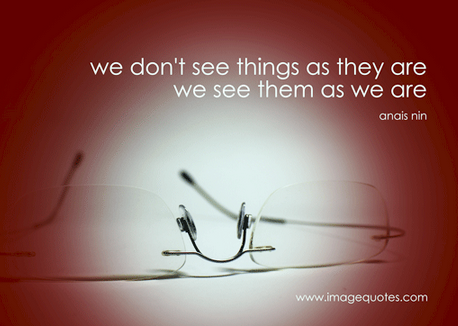 we don't see things as they are
we see them as we are
anais nin
www.imagequotes.com